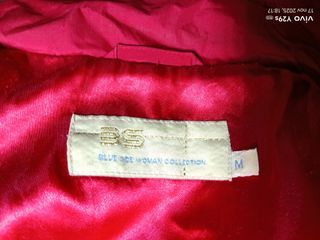 vivo Y29s
17 nov 2025, 18:17
BS
BLUE ICE WOMAN COLLECTION
M